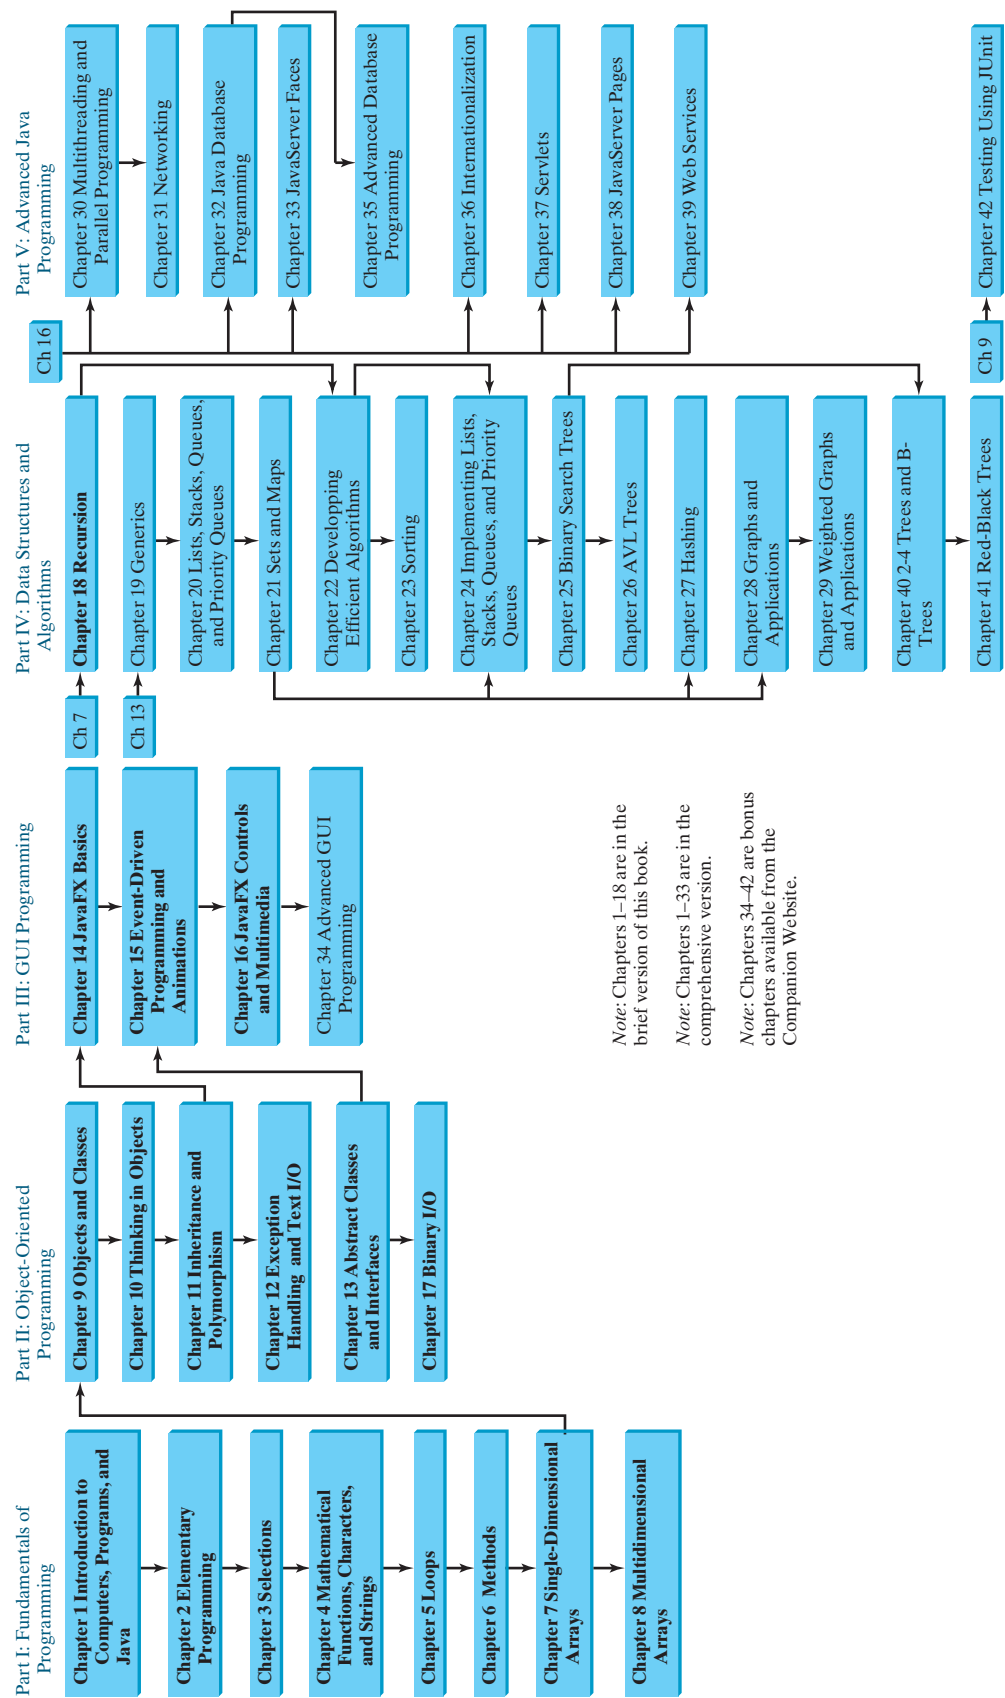 Part I: Fundamentals of
Programming
Chapter 1 Introduction to
Computers, Programs, and
Java
Chapter 2 Elementary
Programming
Chapter 3 Selections
Chapter 4 Mathematical
Functions, Characters,
and Strings
Chapter 5 Loops
Chapter 6 Methods
Chapter 7 Single-Dimensional
Arrays
Chapter 8 Multidimensional
Arrays
Part II: Object-Oriented
Programming
Chapter 9 Objects and Classes
Chapter 10 Thinking in Objects
Chapter 11 Inheritance and
Polymorphism
Chapter 12 Exception
Handling and Text I/O
Chapter 13 Abstract Classes
and Interfaces
Chapter 17 Binary I/O
Part III: GUI Programming
Chapter 14 JavaFX Basics
Chapter 15 Event-Driven
Programming and
Animations
Chapter 16 JavaFX Controls
and Multimedia
Chapter 34 Advanced GUI
Programming
Note: Chapters 1–18 are in the
brief version of this book.
Note: Chapters 1–33 are in the
comprehensive version.
Note: Chapters 34–42 are bonus
chapters available from the
Companion Website.
Part IV: Data Structures and
Algorithms
Ch 7
Chapter 18 Recursion
Ch 13
Chapter 19 Generics
Chapter 20 Lists, Stacks, Queues,
and Priority Queues
Chapter 21 Sets and Maps
Chapter 22 Developping
Efficient Algorithms
Chapter 23 Sorting
Chapter 24 Implementing Lists,
Stacks, Queues, and Priority
Queues
Chapter 25 Binary Search Trees
Chapter 26 AVL Trees
Chapter 27 Hashing
Chapter 28 Graphs and
Applications
Chapter 29 Weighted Graphs
and Applications
Chapter 40 2-4 Trees and B-
Trees
Chapter 41 Red-Black Trees
Part V: Advanced Java
Programming
Ch 16
Chapter 30 Multithreading and
Parallel Programming
Chapter 31 Networking
Chapter 32 Java Database
Programming
Chapter 33 JavaServer Faces
Chapter 35 Advanced Database
Programming
Chapter 36 Internationalization
Chapter 37 Servlets
Chapter 38 JavaServer Pages
Chapter 39 Web Services
Ch 9
Chapter 42 Testing Using JUnit